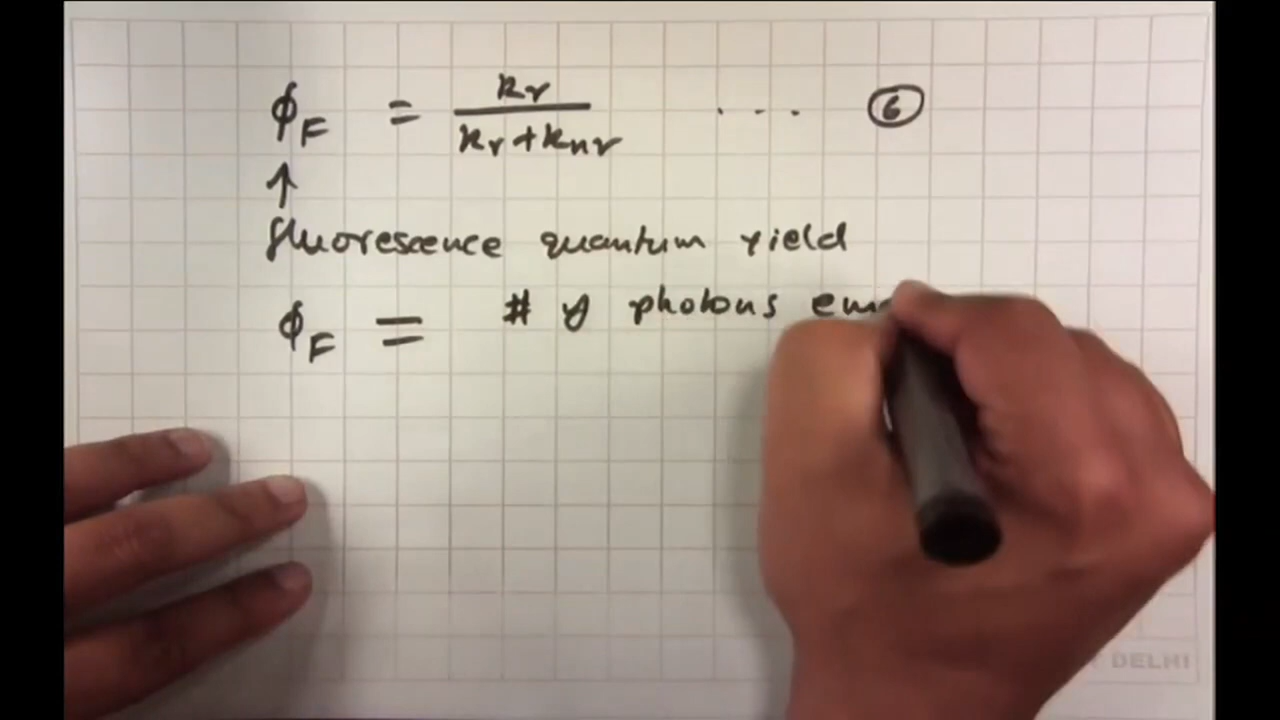 ϕF = kr / kr + knr ... ⑥
↑
fluorescence quantum yield
ϕF = # of photons em
DELHI